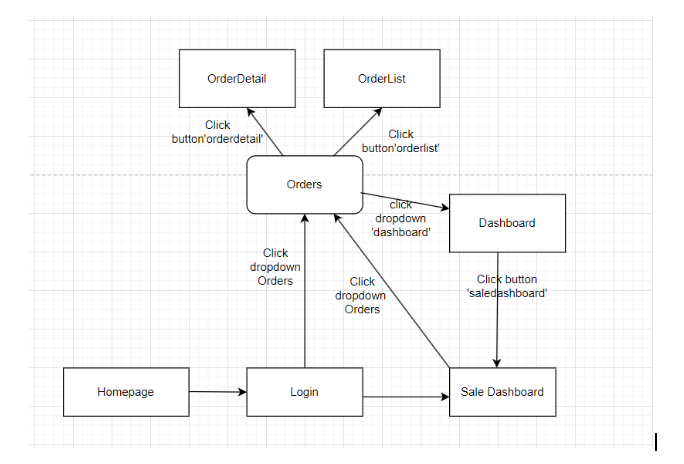 OrderDetail
OrderList
Click
button'orderdetail'
Click
button'orderlist'
Orders
click
dropdown
'dashboard'
Dashboard
Click
dropdown
Orders
Click
dropdown
Orders
Click button
'saledashboard'
Homepage
Login
Sale Dashboard